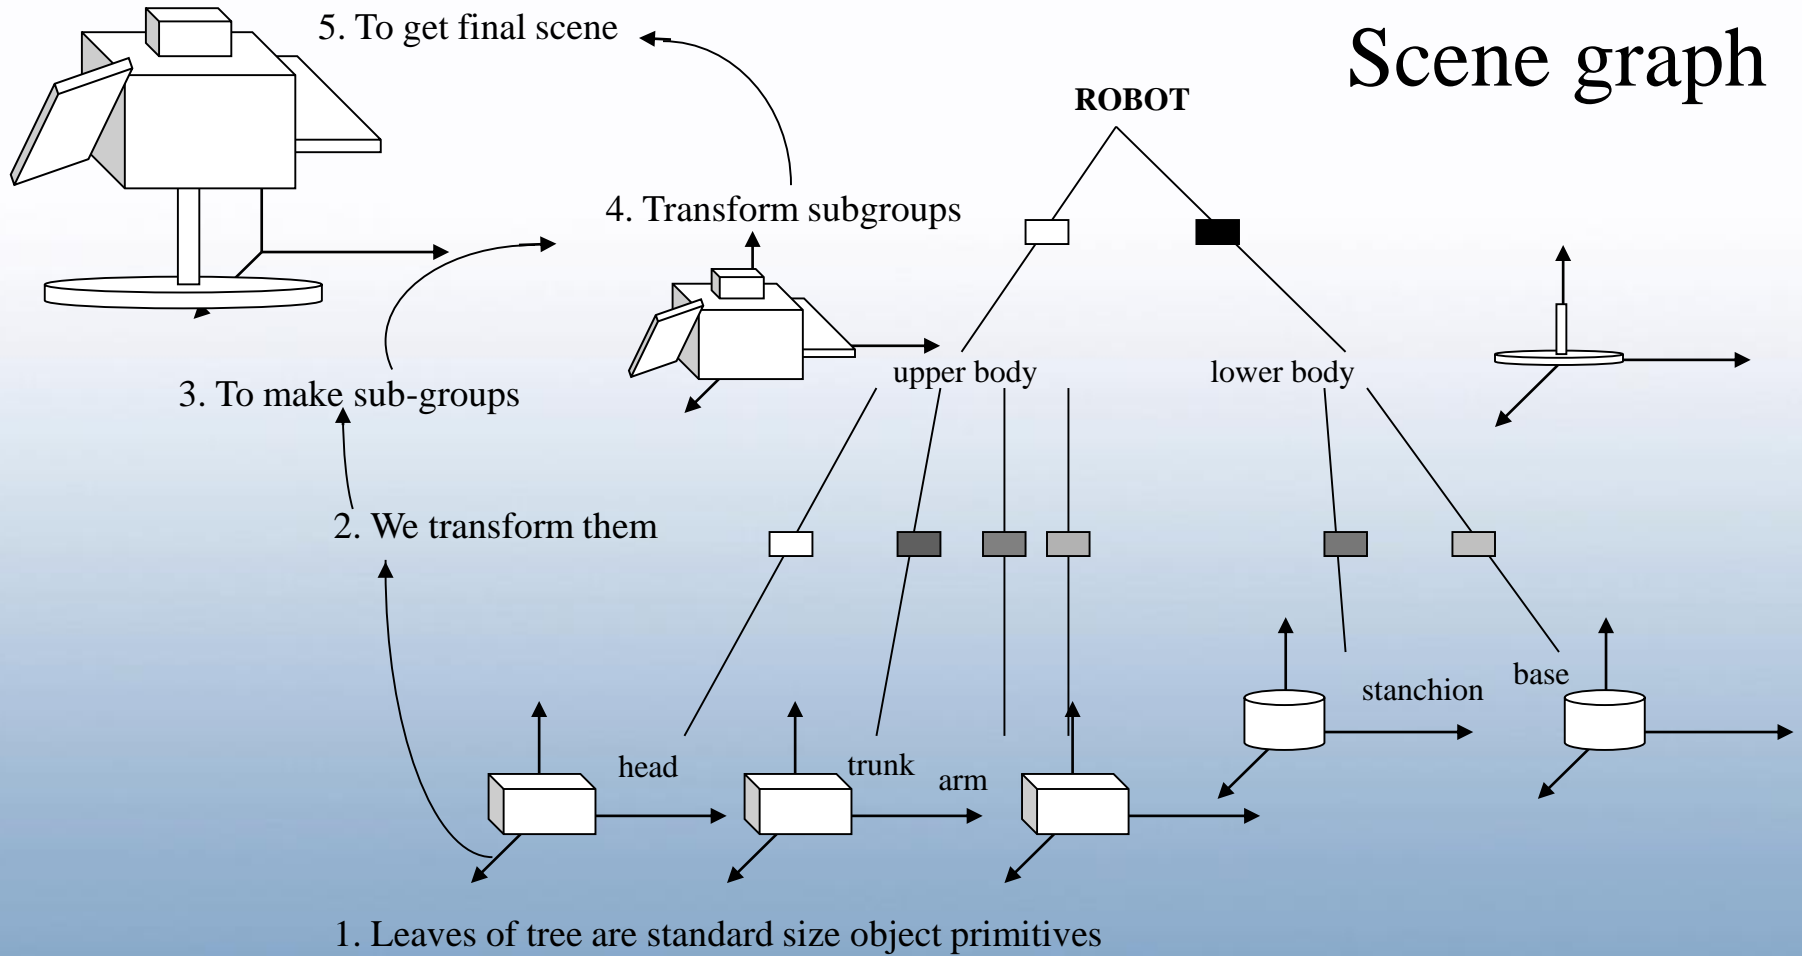 Scene graph
5. To get final scene
ROBOT
4. Transform subgroups
3. To make sub-groups
upper body
lower body
2. We transform them
stanchion
base
head
trunk
arm
1. Leaves of tree are standard size object primitives